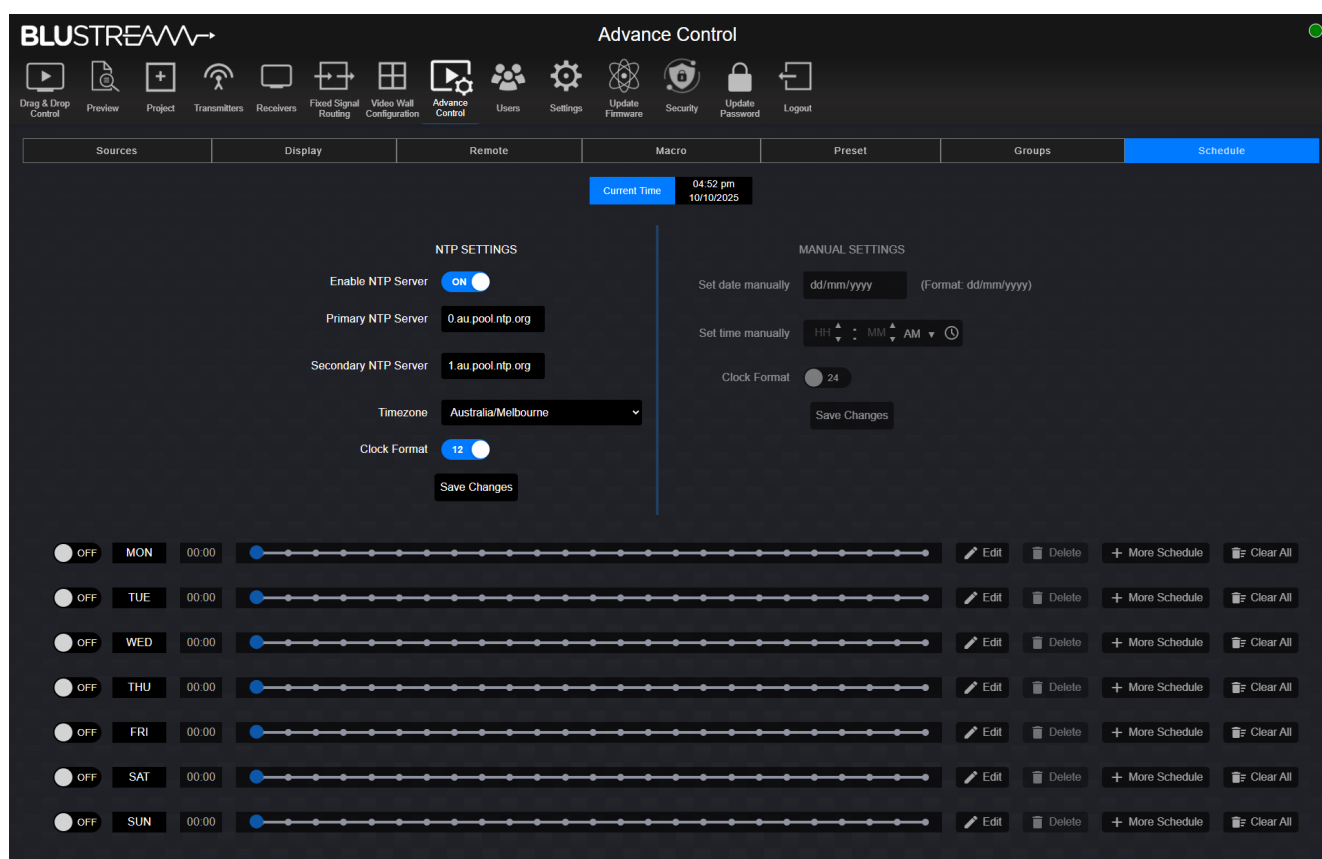 BLUSTREAM
Advance Control
Drag & Drop Control
Preview
Project
Transmitters
Receivers
Fixed Signal Routing
Video Wall Configuration
Advance Control
Users
Settings
Update Firmware
Security
Update Password
Logout
Sources Display Remote Macro Preset Groups Schedule
Current Time
04:52 pm
10/10/2025
NTP SETTINGS
Enable NTP Server ON
Primary NTP Server 0.au.pool.ntp.org
Secondary NTP Server 1.au.pool.ntp.org
Timezone Australia/Melbourne
Clock Format 12
Save Changes
MANUAL SETTINGS
Set date manually dd/mm/yyyy (Format: dd/mm/yyyy)
Set time manually HH : MM AM
Clock Format 24
Save Changes
OFF MON 00:00 Edit Delete + More Schedule Clear All
OFF TUE 00:00 Edit Delete + More Schedule Clear All
OFF WED 00:00 Edit Delete + More Schedule Clear All
OFF THU 00:00 Edit Delete + More Schedule Clear All
OFF FRI 00:00 Edit Delete + More Schedule Clear All
OFF SAT 00:00 Edit Delete + More Schedule Clear All
OFF SUN 00:00 Edit Delete + More Schedule Clear All